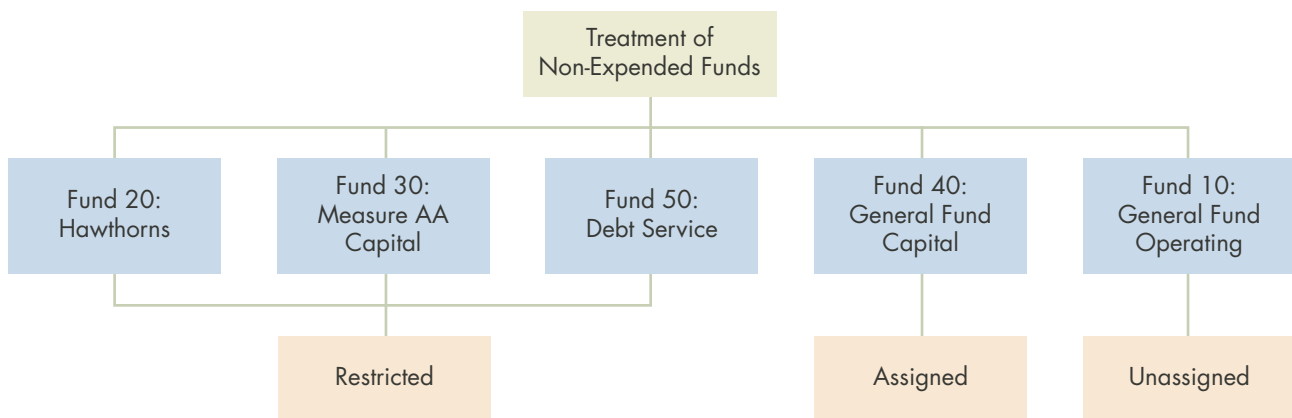 Treatment of
Non-Expended Funds
Fund 20:
Hawthorns
Fund 30:
Measure AA
Capital
Fund 50:
Debt Service
Fund 40:
General Fund
Capital
Fund 10:
General Fund
Operating
Restricted
Assigned
Unassigned